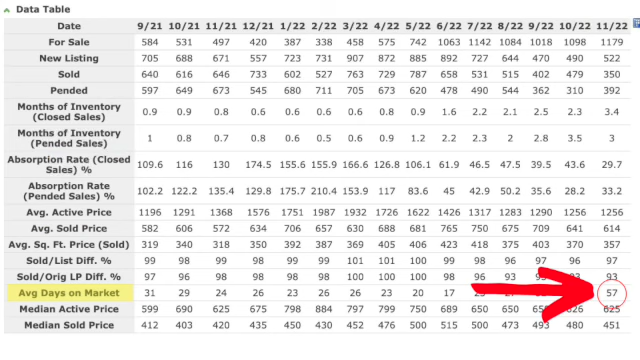 Data Table
Date 9/21 10/21 11/21 12/21 1/22 2/22 3/22 4/22 5/22 6/22 7/22 8/22 9/22 10/22 11/22
For Sale 584 531 497 420 387 338 458 575 742 1063 1142 1084 1018 1098 1179
New Listing 705 688 671 557 723 731 907 872 885 892 727 644 470 490 522
Sold 640 616 646 733 602 527 763 729 787 658 531 515 402 479 350
Pended 597 649 673 545 680 711 705 673 620 478 490 544 362 310 392
Months of Inventory
(Closed Sales) 0.9 0.9 0.8 0.6 0.6 0.6 0.6 0.8 0.9 1.6 2.2 2.1 2.5 2.3 3.4
Months of Inventory
(Pended Sales) 1 0.8 0.7 0.8 0.6 0.5 0.6 0.9 1.2 2.2 2.3 2 2.8 3.5 3
Absorption Rate (Closed
Sales) % 109.6 116 130 174.5 155.6 155.9 166.6 126.8 106.1 61.9 46.5 47.5 39.5 43.6 29.7
Absorption Rate
(Pended Sales) % 102.2 122.2 135.4 129.8 175.7 210.4 153.9 117 83.6 45 42.9 50.2 35.6 28.2 33.2
Avg. Active Price 1196 1291 1368 1576 1751 1987 1932 1726 1622 1426 1317 1283 1290 1256 1256
Avg. Sold Price 582 606 572 634 706 657 630 688 681 765 750 675 709 641 614
Avg. Sq. Ft. Price (Sold) 319 340 318 350 392 387 369 405 406 423 418 375 403 370 357
Sold/List Diff. % 99 98 99 99 98 99 101 101 100 99 98 96 97 96 97
Sold/Orig LP Diff. % 97 96 98 98 98 98 100 100 100 98 96 93 93
Avg Days on Market 31 29 24 26 23 26 26 23 20 17 57
Median Active Price 699 690 625 675 798 884 797 799 750 689 650 650 626 625
Median Sold Price 412 403 420 435 450 430 452 476 500 515 500 473 493 480 451